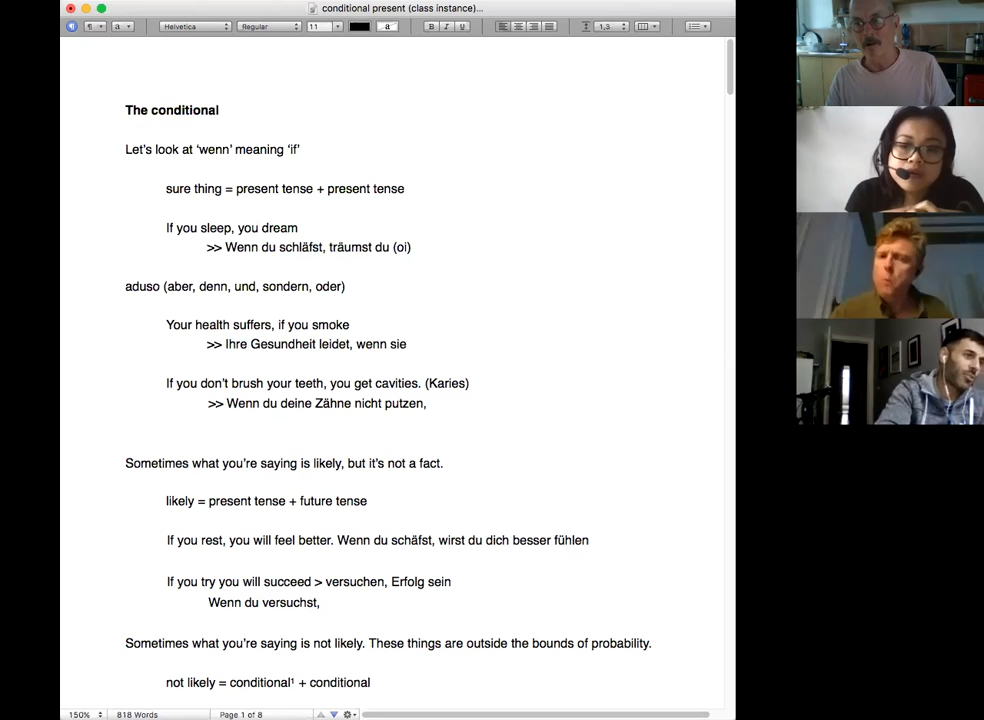 conditional present (class instance)...
¶ a Helvetica Regular 11 a B I U 1,3
The conditional
Let's look at 'wenn' meaning 'if'
sure thing = present tense + present tense
If you sleep, you dream
>> Wenn du schläfst, träumst du (oi)
aduso (aber, denn, und, sondern, oder)
Your health suffers, if you smoke
>> Ihre Gesundheit leidet, wenn sie
If you don't brush your teeth, you get cavities. (Karies)
>> Wenn du deine Zähne nicht putzen,
Sometimes what you're saying is likely, but it's not a fact.
likely = present tense + future tense
If you rest, you will feel better. Wenn du schäfst, wirst du dich besser fühlen
If you try you will succeed > versuchen, Erfolg sein
Wenn du versuchst,
Sometimes what you're saying is not likely. These things are outside the bounds of probability.
not likely = conditional¹ + conditional
150% 818 Words Page 1 of 8